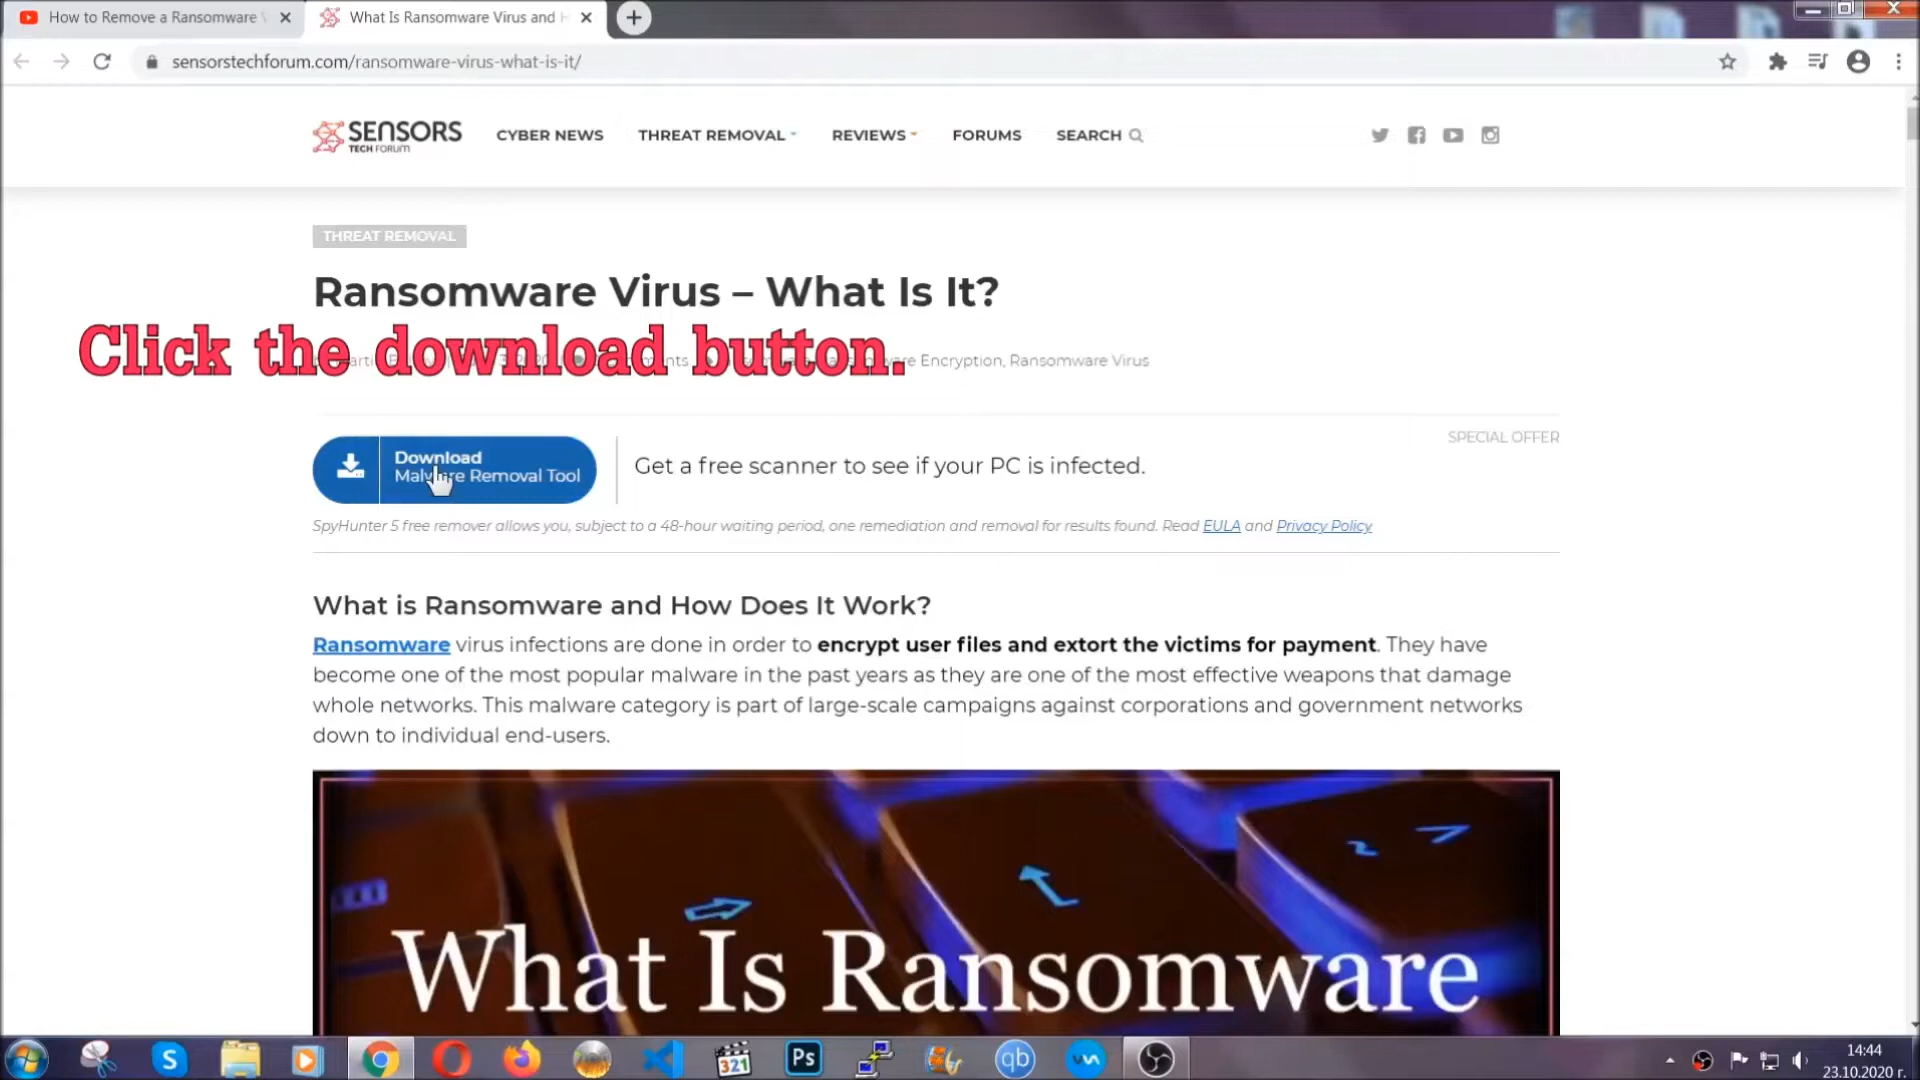 How to Remove a Ransomware
What Is Ransomware Virus and
sensorstechforum.com/ransomware-virus-what-is-it/
SENSORS
TECH FORUM
CYBER NEWS
THREAT REMOVAL
REVIEWS
FORUMS
SEARCH
THREAT REMOVAL
Ransomware Virus – What Is It?
Click the download button.
Encryption, Ransomware Virus
SPECIAL OFFER
Download
Malware Removal Tool
Get a free scanner to see if your PC is infected.
SpyHunter 5 free remover allows you, subject to a 48-hour waiting period, one remediation and removal for results found. Read EULA and Privacy Policy
What is Ransomware and How Does It Work?
Ransomware virus infections are done in order to encrypt user files and extort the victims for payment. They have
become one of the most popular malware in the past years as they are one of the most effective weapons that damage
whole networks. This malware category is part of large-scale campaigns against corporations and government networks
down to individual end-users.
What Is Ransomware
S
321
Ps
qb
14:44
23.10.2020 г.